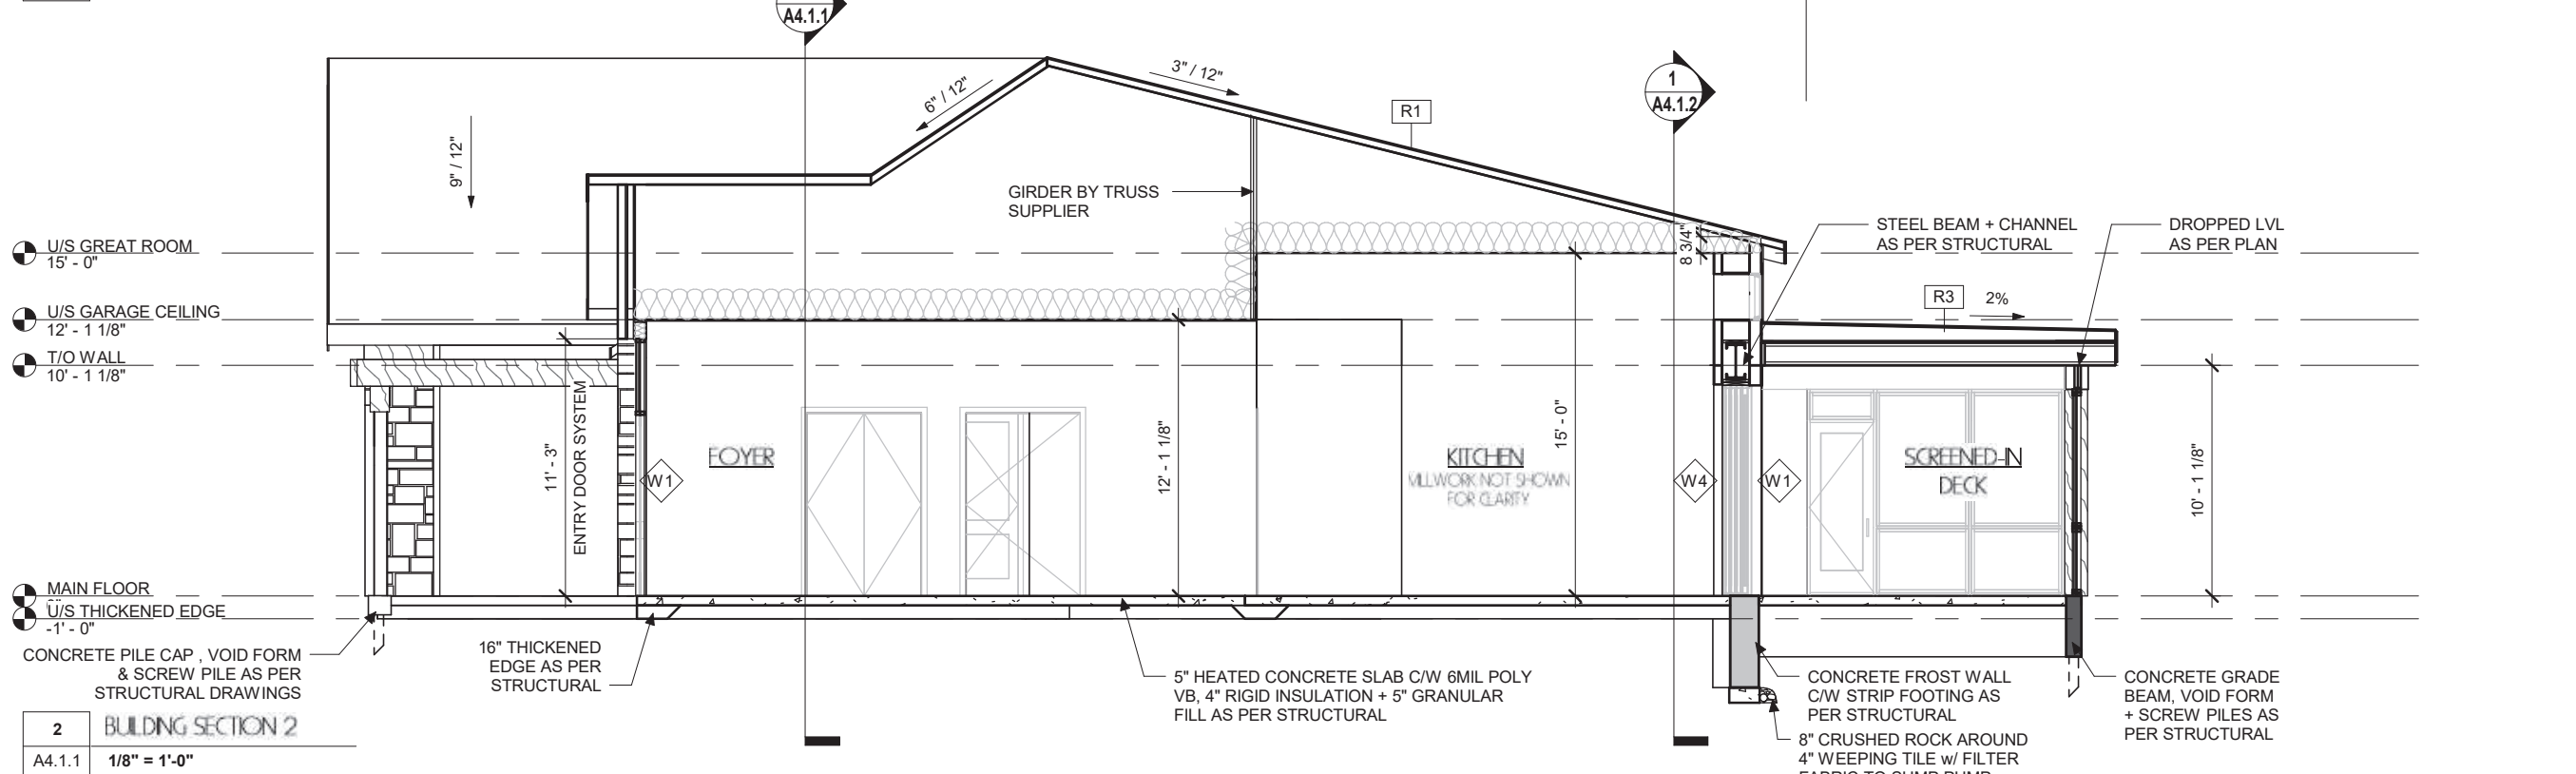 A4.1.1
1
A4.1.2
3" / 12"
6" / 12"
9" / 12"
R1
GIRDER BY TRUSS
SUPPLIER
8 3/4"
STEEL BEAM + CHANNEL
AS PER STRUCTURAL
DROPPED LVL
AS PER PLAN
R3
2%
U/S GREAT ROOM
15' - 0"
U/S GARAGE CEILING
12' - 1 1/8"
T/O WALL
10' - 1 1/8"
MAIN FLOOR
U/S THICKENED EDGE
-1' - 0"
11' - 3"
ENTRY DOOR SYSTEM
W1
FOYER
12' - 1 1/8"
KITCHEN
MILLWORK NOT SHOWN
FOR CLARITY
15' - 0"
W4
W1
SCREENED-IN
DECK
10' - 1 1/8"
CONCRETE PILE CAP , VOID FORM
& SCREW PILE AS PER
STRUCTURAL DRAWINGS
16" THICKENED
EDGE AS PER
STRUCTURAL
5" HEATED CONCRETE SLAB C/W 6MIL POLY
VB, 4" RIGID INSULATION + 5" GRANULAR
FILL AS PER STRUCTURAL
CONCRETE FROST WALL
C/W STRIP FOOTING AS
PER STRUCTURAL
8" CRUSHED ROCK AROUND
4" WEEPING TILE w/ FILTER
FABRIC TO SUMP PUMP
CONCRETE GRADE
BEAM, VOID FORM
+ SCREW PILES AS
PER STRUCTURAL
2
BUILDING SECTION 2
A4.1.1
1/8" = 1'-0"